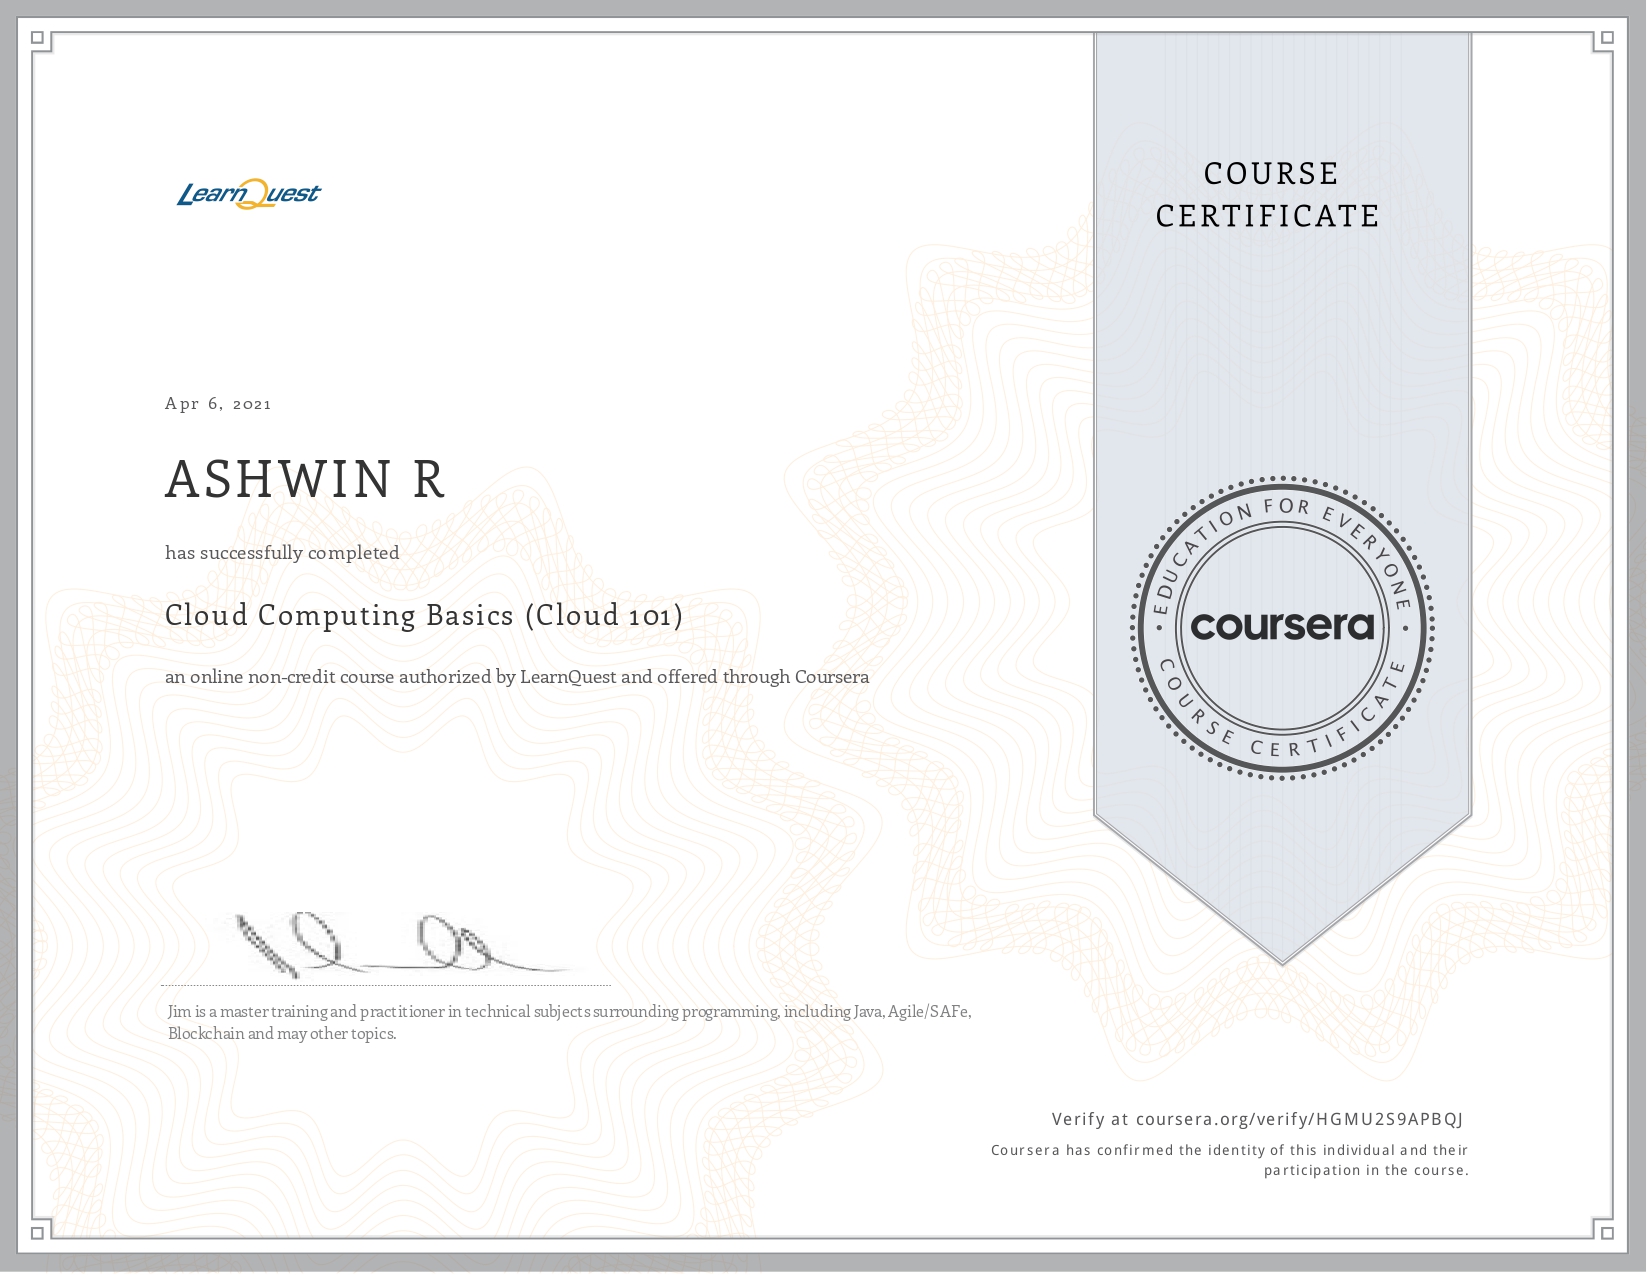 LearnQuest
COURSE
CERTIFICATE
Apr 6, 2021
ASHWIN R
has successfully completed
Cloud Computing Basics (Cloud 101)
an online non-credit course authorized by LearnQuest and offered through Coursera
EDUCATION FOR EVERYONE
coursera
COURSE CERTIFICATE
Jim is a master training and practitioner in technical subjects surrounding programming, including Java, Agile/SAFe,
Blockchain and may other topics.
Verify at coursera.org/verify/HGMU2S9APBQJ
Coursera has confirmed the identity of this individual and their
participation in the course.